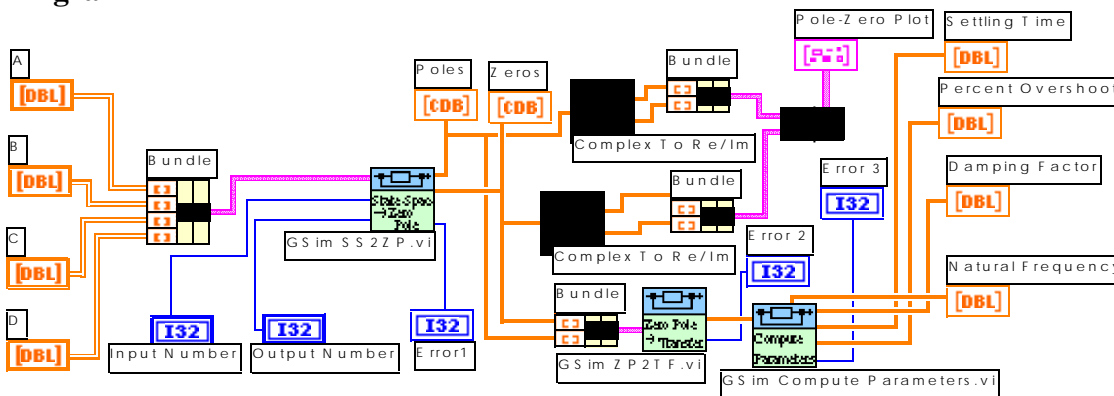 Pole-Zero Plot
Settling Time
[DBL]
A
[DBL]
Poles
[CDB]
Zeros
[CDB]
Bundle
Percent Overshoot
[DBL]
Complex To Re/Im
B
[DBL]
Bundle
Bundle
Error 3
I32
Damping Factor
[DBL]
State-Spac
→Zero
Pole
GSim SS2ZP.vi
C
[DBL]
Complex To Re/Im
Error 2
I32
Natural Frequency
[DBL]
D
[DBL]
I32
Input Number
I32
Output Number
I32
Error1
Bundle
Zero Pole
→ Transfer
GSim ZP2TF.vi
Compute
Parameters
GSim Compute Parameters.vi